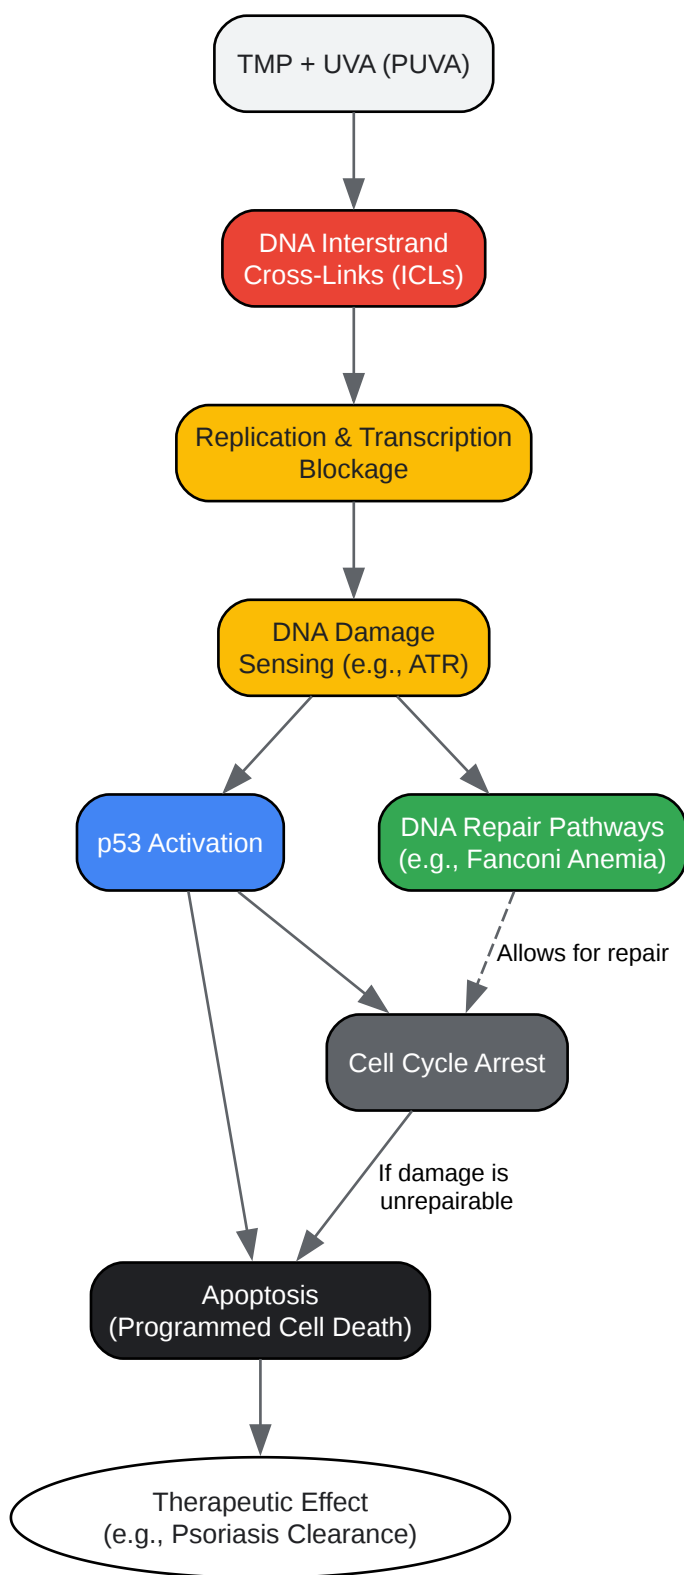 TMP + UVA (PUVA)
DNA Interstrand
Cross-Links (ICLs)
Replication & Transcription
Blockage
DNA Damage
Sensing (e.g., ATR)
p53 Activation
DNA Repair Pathways
(e.g., Fanconi Anemia)
Allows for repair
Cell Cycle Arrest
If damage is
unrepairable
Apoptosis
(Programmed Cell Death)
Therapeutic Effect
(e.g., Psoriasis Clearance)